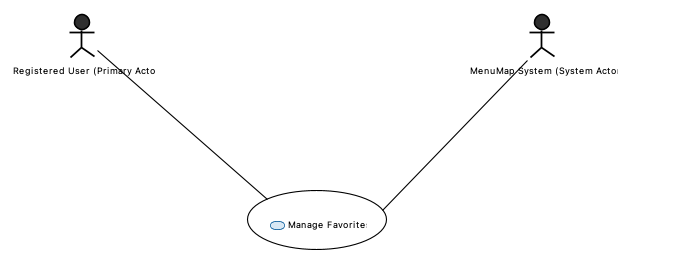 Registered User (Primary Acto
MenuMap System (System Acto
Manage Favorite